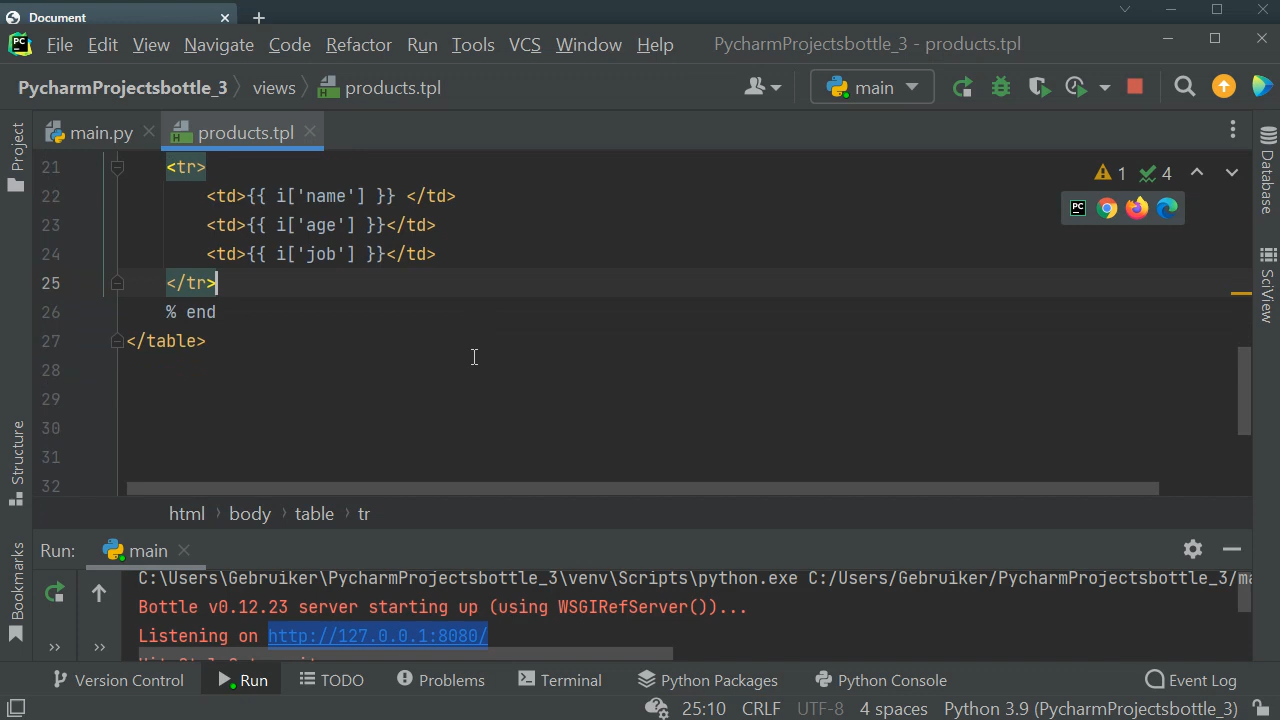 Document
File Edit View Navigate Code Refactor Run Tools VCS Window Help PycharmProjectsbottle_3 - products.tpl
PycharmProjectsbottle_3 views products.tpl main
main.py products.tpl
Project
Structure
Bookmarks
Database
SciView
1 4
21 <tr>
22 <td>{{ i['name'] }} </td>
23 <td>{{ i['age'] }}</td>
24 <td>{{ i['job'] }}</td>
25 </tr>
26 % end
27 </table>
28
29
30
31
32
html body table tr
Run: main
C:\Users\Gebruiker\PycharmProjectsbottle_3\venv\Scripts\python.exe C:/Users/Gebruiker/PycharmProjectsbottle_3/ma
Bottle v0.12.23 server starting up (using WSGIRefServer())...
Listening on http://127.0.0.1:8080/
Version Control Run TODO Problems Terminal Python Packages Python Console Event Log
25:10 CRLF UTF-8 4 spaces Python 3.9 (PycharmProjectsbottle_3)